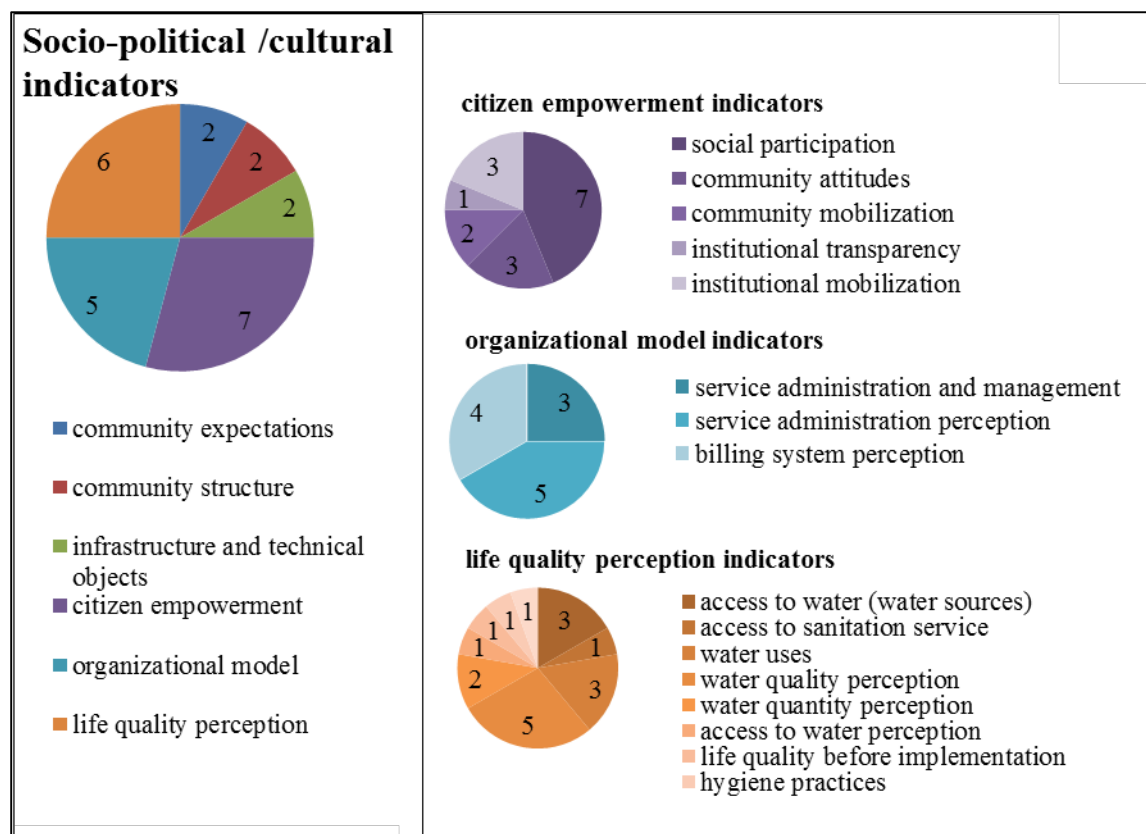 Socio-political /cultural
indicators
2
2
2
7
5
6
community expectations
community structure
infrastructure and technical
objects
citizen empowerment
organizational model
life quality perception
citizen empowerment indicators
7
3
2
1
3
social participation
community attitudes
community mobilization
institutional transparency
institutional mobilization
organizational model indicators
3
5
4
service administration and management
service administration perception
billing system perception
life quality perception indicators
3
1
3
5
2
1
1
1
1
access to water (water sources)
access to sanitation service
water uses
water quality perception
water quantity perception
access to water perception
life quality before implementation
hygiene practices